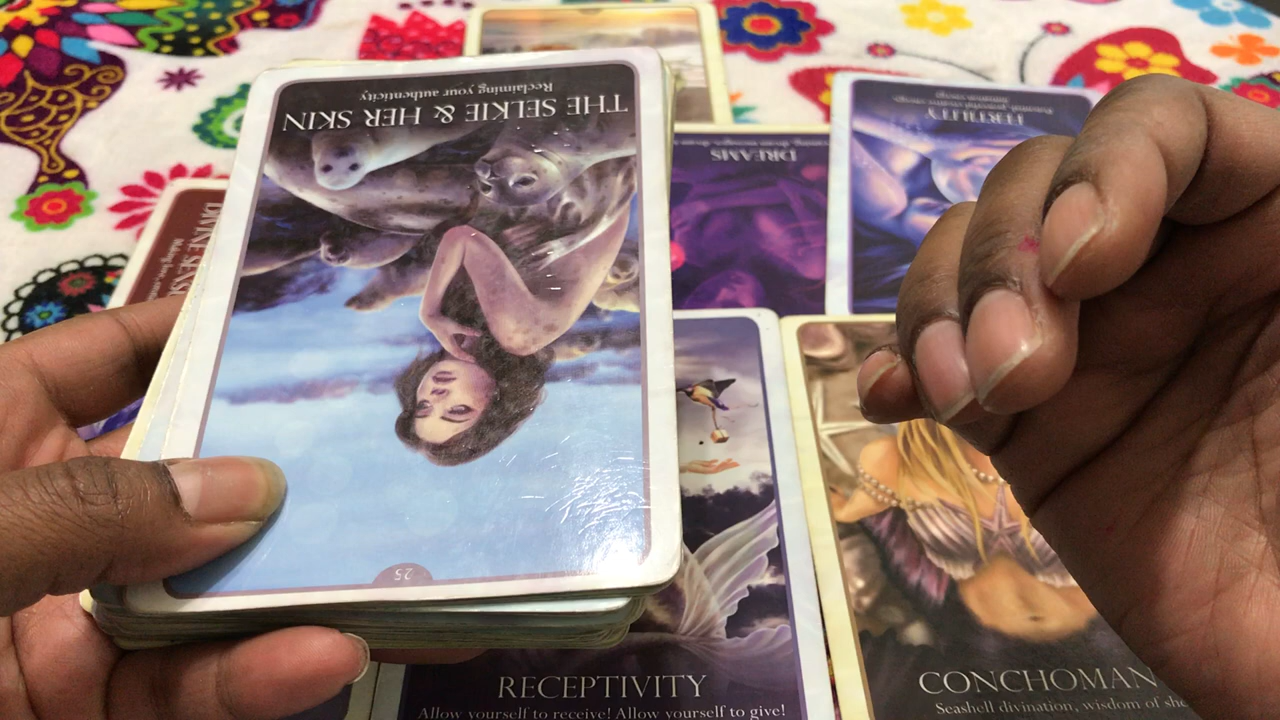 THE SELKIE & HER SKIN
Reclaiming your authenticity
25
DIVINE
DREAMS
FERTILITY
RECEPTIVITY
Allow yourself to receive! Allow yourself to give!
CONCHOMAN
Seashell divination, wisdom of